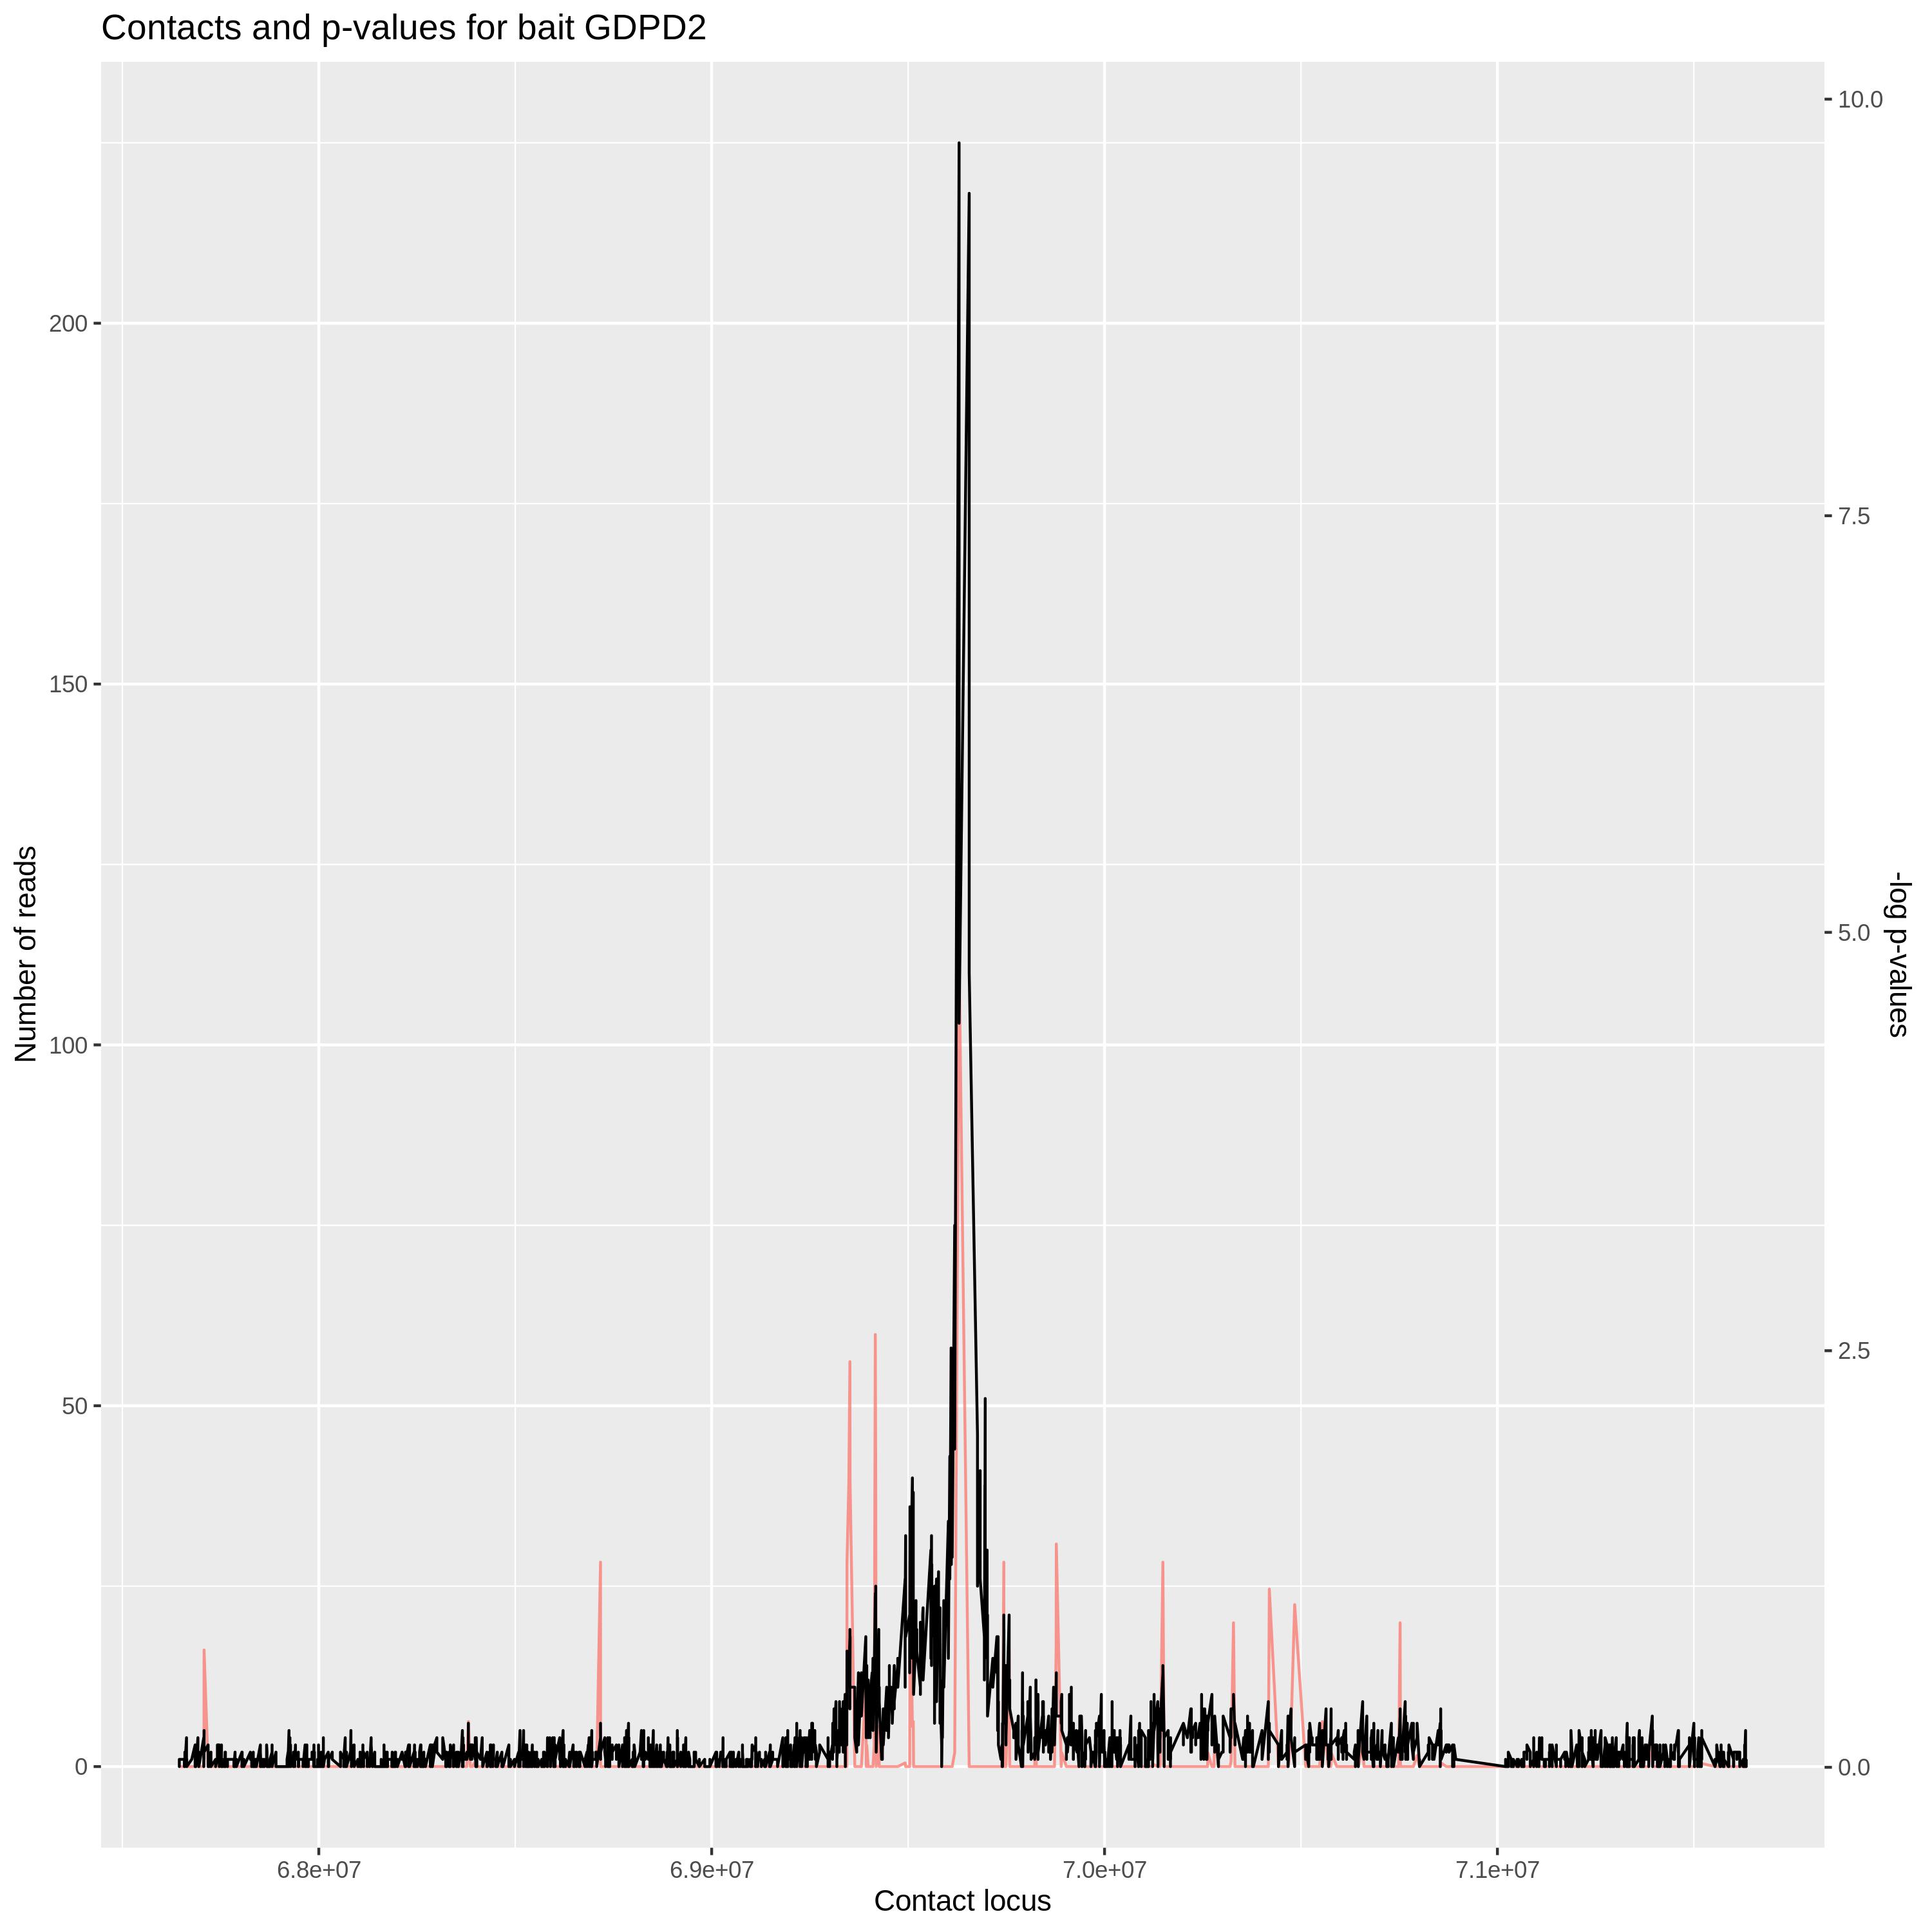 Contacts and p-values for bait GDPD2
10.0
200
7.5
150
5.0
100
2.5
50
0
0.0
Number of reads
-log p-values
6.8e+07 6.9e+07 7.0e+07 7.1e+07
Contact locus